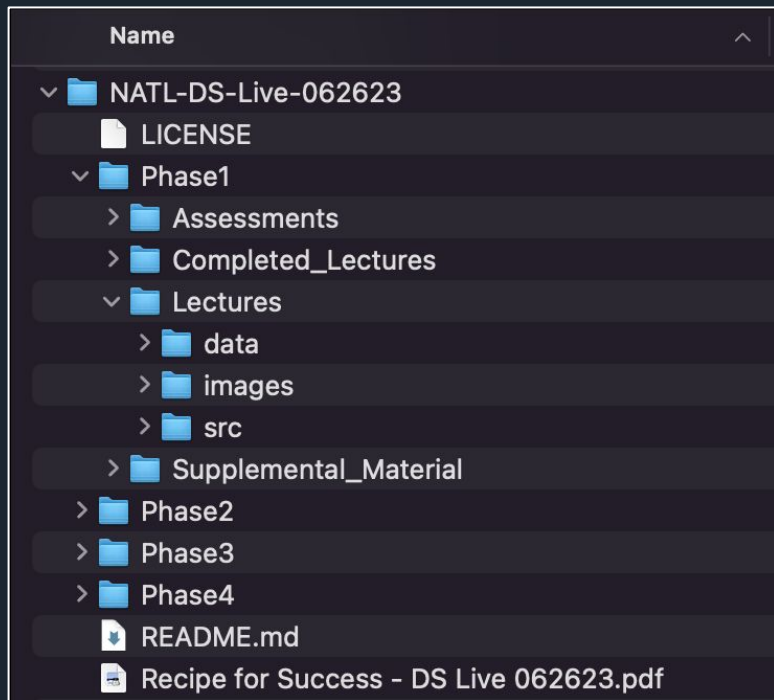 Name
NATL-DS-Live-062623
LICENSE
Phase1
Assessments
Completed_Lectures
Lectures
data
images
src
Supplemental_Material
Phase2
Phase3
Phase4
README.md
Recipe for Success - DS Live 062623.pdf